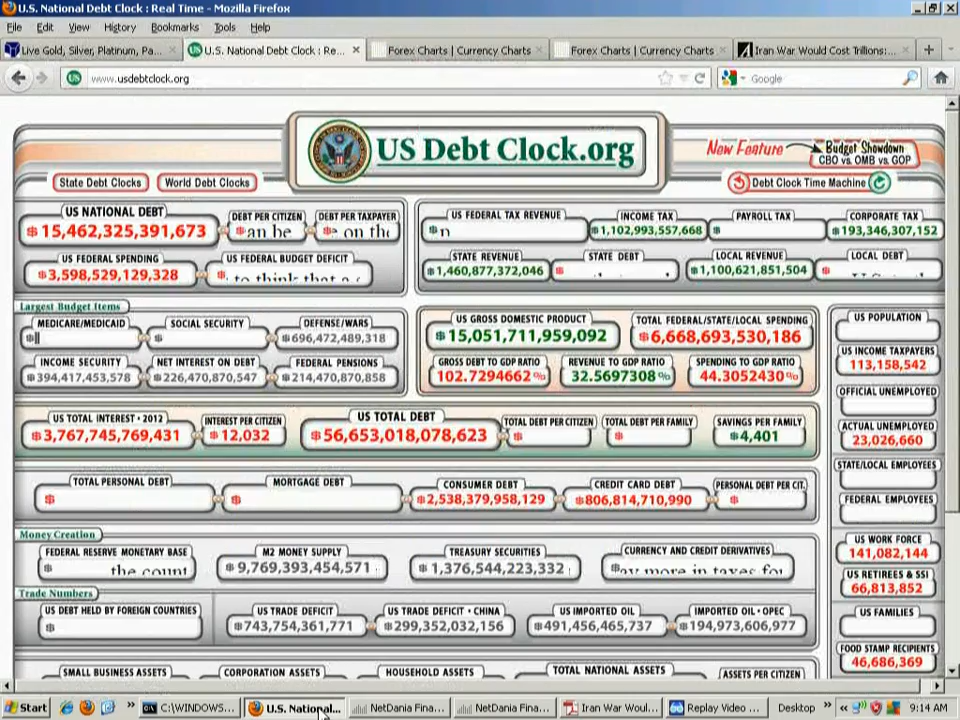 U.S. National Debt Clock : Real Time - Mozilla Firefox
File Edit View History Bookmarks Tools Help
Live Gold, Silver, Platinum, Pa... U.S. National Debt Clock : Re... Forex Charts | Currency Charts Forex Charts | Currency Charts Iran War Would Cost Trillions:...
www.usdebtclock.org Google
US Debt Clock.org
New Feature Budget Showdown
CBO vs. OMB vs. GOP
State Debt Clocks World Debt Clocks Debt Clock Time Machine
US NATIONAL DEBT DEBT PER CITIZEN DEBT PER TAXPAYER US FEDERAL TAX REVENUE INCOME TAX PAYROLL TAX CORPORATE TAX
$15,462,325,391,673 $an be $e on the $n $1,102,993,557,668 $ $193,346,307,152
US FEDERAL SPENDING US FEDERAL BUDGET DEFICIT STATE REVENUE STATE DEBT LOCAL REVENUE LOCAL DEBT
$3,598,529,129,328 $ to think that a $1,460,877,372,046 $ $1,100,621,851,504 $
Largest Budget Items
MEDICARE/MEDICAID SOCIAL SECURITY DEFENSE/WARS US GROSS DOMESTIC PRODUCT TOTAL FEDERAL/STATE/LOCAL SPENDING US POPULATION
$ $ $696,472,489,318 $15,051,711,959,092 $6,668,693,530,186
INCOME SECURITY NET INTEREST ON DEBT FEDERAL PENSIONS GROSS DEBT TO GDP RATIO REVENUE TO GDP RATIO SPENDING TO GDP RATIO US INCOME TAXPAYERS
$394,417,453,578 $226,470,870,547 $214,470,870,858 102.7294662% 32.5697308% 44.3052430% 113,158,542
OFFICIAL UNEMPLOYED
US TOTAL INTEREST • 2012 INTEREST PER CITIZEN US TOTAL DEBT TOTAL DEBT PER CITIZEN TOTAL DEBT PER FAMILY SAVINGS PER FAMILY ACTUAL UNEMPLOYED
$3,767,745,769,431 $12,032 $56,653,018,078,623 $ $ $4,401 23,026,660
STATE/LOCAL EMPLOYEES
TOTAL PERSONAL DEBT MORTGAGE DEBT CONSUMER DEBT CREDIT CARD DEBT PERSONAL DEBT PER CIT. FEDERAL EMPLOYEES
$ $ $2,538,379,958,129 $806,814,710,990 $
Money Creation
FEDERAL RESERVE MONETARY BASE M2 MONEY SUPPLY TREASURY SECURITIES CURRENCY AND CREDIT DERIVATIVES US WORK FORCE
$ the count $9,769,393,454,571 $1,376,544,223,332 $ay more in taxes for 141,082,144
Trade Numbers US RETIREES & SSI
66,813,852
US DEBT HELD BY FOREIGN COUNTRIES US TRADE DEFICIT US TRADE DEFICIT • CHINA US IMPORTED OIL IMPORTED OIL • OPEC US FAMILIES
$ $743,754,361,771 $299,352,032,156 $491,456,465,737 $194,973,606,977
FOOD STAMP RECIPIENTS
46,686,369
SMALL BUSINESS ASSETS CORPORATION ASSETS HOUSEHOLD ASSETS TOTAL NATIONAL ASSETS ASSETS PER CITIZEN
Start C:\WINDOWS... U.S. National... NetDania Fina... NetDania Fina... Iran War Woul... Replay Video ... Desktop 9:14 AM